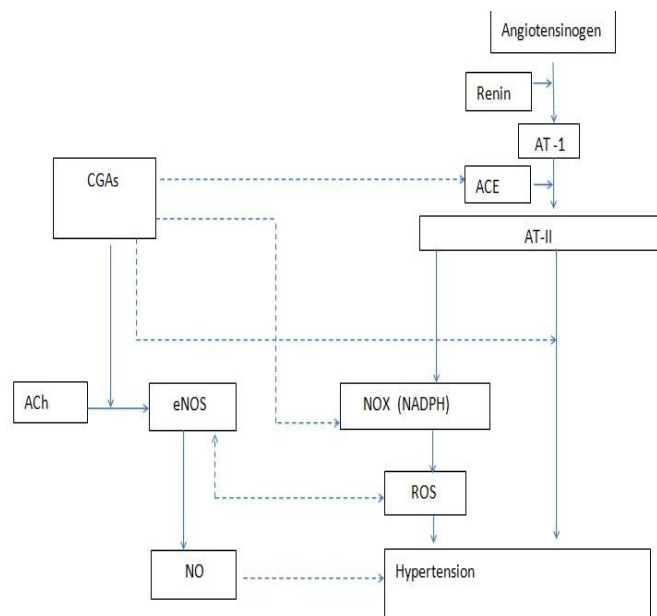 Angiotensinogen
Renin
AT -1
CGAs
ACE
AT-II
ACh
eNOS
NOX (NADPH)
ROS
NO
Hypertension